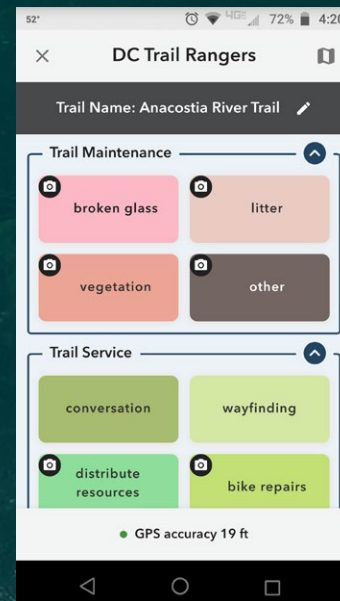 52°
4GE 72% 4:20
DC Trail Rangers
Trail Name: Anacostia River Trail
Trail Maintenance
broken glass
litter
vegetation
other
Trail Service
conversation
wayfinding
distribute
resources
bike repairs
GPS accuracy 19 ft